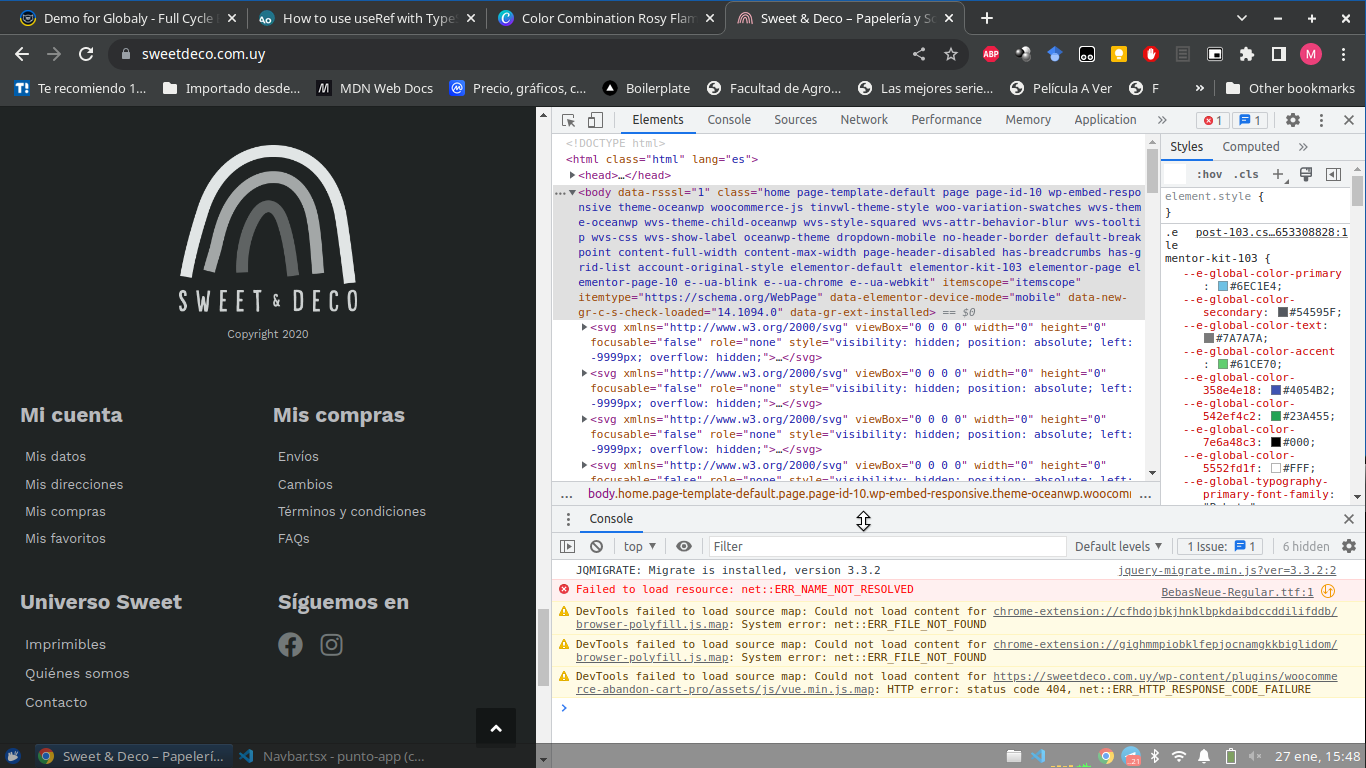 Demo for Globaly - Full Cycle
How to use useRef with Type
Color Combination Rosy Flam
Sweet & Deco – Papelería y So
sweetdeco.com.uy
ABP
M
Te recomiendo 1...
Importado desde...
MDN Web Docs
Precio, gráficos, c...
Boilerplate
Facultad de Agro...
Las mejores serie...
Película A Ver
F
»
Other bookmarks
SWEET & DECO
Copyright 2020
Mi cuenta
Mis datos
Mis direcciones
Mis compras
Mis favoritos
Mis compras
Envíos
Cambios
Términos y condiciones
FAQs
Universo Sweet
Imprimibles
Quiénes somos
Contacto
Síguemos en
Elements Console Sources Network Performance Memory Application » 1 1
<!DOCTYPE html>
<html class="html" lang="es">
<head>…</head>
<body data-rsssl="1" class="home page-template-default page page-id-10 wp-embed-respo
nsive theme-oceanwp woocommerce-js tinvwl-theme-style woo-variation-swatches wvs-them
e-oceanwp wvs-theme-child-oceanwp wvs-style-squared wvs-attr-behavior-blur wvs-toolti
p wvs-css wvs-show-label oceanwp-theme dropdown-mobile no-header-border default-break
point content-full-width content-max-width page-header-disabled has-breadcrumbs has-g
rid-list account-original-style elementor-default elementor-kit-103 elementor-page el
ementor-page-10 e--ua-blink e--ua-chrome e--ua-webkit" itemscope="itemscope"
itemtype="https://schema.org/WebPage" data-elementor-device-mode="mobile" data-new-
gr-c-s-check-loaded="14.1094.0" data-gr-ext-installed> == $0
<svg xmlns="http://www.w3.org/2000/svg" viewBox="0 0 0 0" width="0" height="0"
focusable="false" role="none" style="visibility: hidden; position: absolute; left:
-9999px; overflow: hidden;">…</svg>
<svg xmlns="http://www.w3.org/2000/svg" viewBox="0 0 0 0" width="0" height="0"
focusable="false" role="none" style="visibility: hidden; position: absolute; left:
-9999px; overflow: hidden;">…</svg>
<svg xmlns="http://www.w3.org/2000/svg" viewBox="0 0 0 0" width="0" height="0"
focusable="false" role="none" style="visibility: hidden; position: absolute; left:
-9999px; overflow: hidden;">…</svg>
<svg xmlns="http://www.w3.org/2000/svg" viewBox="0 0 0 0" width="0" height="0"
focusable="false" role="none" style="visibility: hidden; position: absolute; left:
... body.home.page-template-default.page.page-id-10.wp-embed-responsive.theme-oceanwp.woocomm ...
Styles Computed »
:hov .cls
element.style {
}
.e post-103.cs…653308828:1
le
mentor-kit-103 {
--e-global-color-primary
: #6EC1E4;
--e-global-color-
secondary: #54595F;
--e-global-color-text:
#7A7A7A;
--e-global-color-accent
: #61CE70;
--e-global-color-
358e4e18: #4054B2;
--e-global-color-
542ef4c2: #23A455;
--e-global-color-
7e6a48c3: #000;
--e-global-color-
5552fd1f: #FFF;
--e-global-typography-
primary-font-family:
Console
top Filter Default levels 1 Issue: 1 6 hidden
JQMIGRATE: Migrate is installed, version 3.3.2 jquery-migrate.min.js?ver=3.3.2:2
Failed to load resource: net::ERR_NAME_NOT_RESOLVED BebasNeue-Regular.ttf:1
DevTools failed to load source map: Could not load content for chrome-extension://cfhdojbkjhnklbpkdaibdccddilifddb/
browser-polyfill.js.map: System error: net::ERR_FILE_NOT_FOUND
DevTools failed to load source map: Could not load content for chrome-extension://gighmmpiobklfepjocnamgkkbiglidom/
browser-polyfill.js.map: System error: net::ERR_FILE_NOT_FOUND
DevTools failed to load source map: Could not load content for https://sweetdeco.com.uy/wp-content/plugins/woocomme
rce-abandon-cart-pro/assets/js/vue.min.js.map: HTTP error: status code 404, net::ERR_HTTP_RESPONSE_CODE_FAILURE
Sweet & Deco – Papelerí...
Navbar.tsx - punto-app (c...
21
27 ene, 15:48